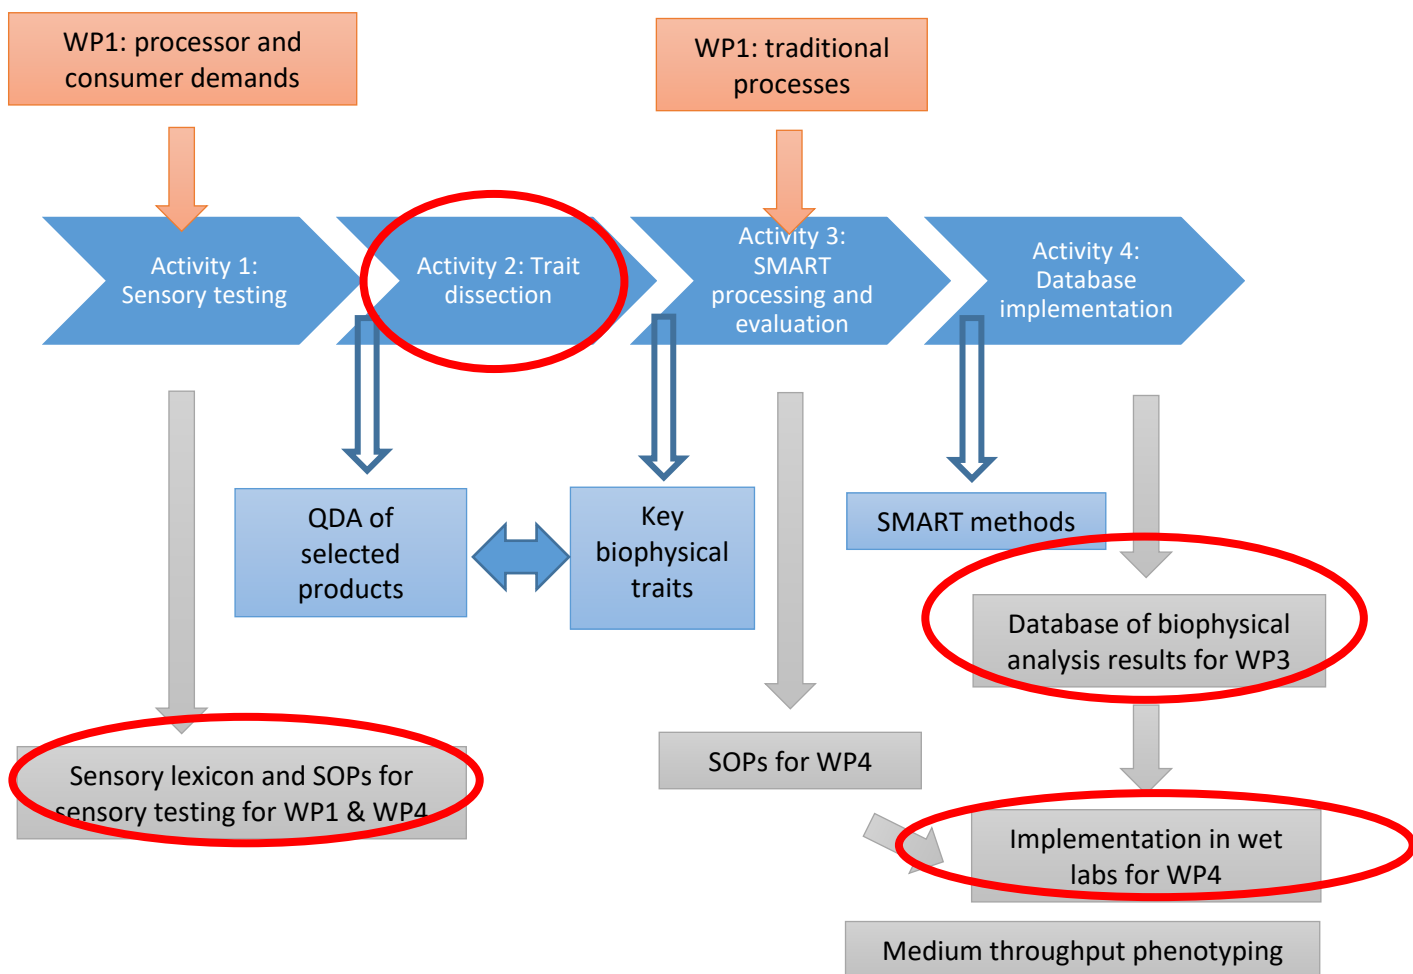 WP1: processor and
consumer demands
WP1: traditional
processes
Activity 1:
Sensory testing
Activity 2: Trait
dissection
Activity 3:
SMART
processing and
evaluation
Activity 4:
Database
implementation
QDA of
selected
products
Key
biophysical
traits
SMART methods
Database of biophysical
analysis results for WP3
Sensory lexicon and SOPs for
sensory testing for WP1 & WP4
SOPs for WP4
Implementation in wet
labs for WP4
Medium throughput phenotyping